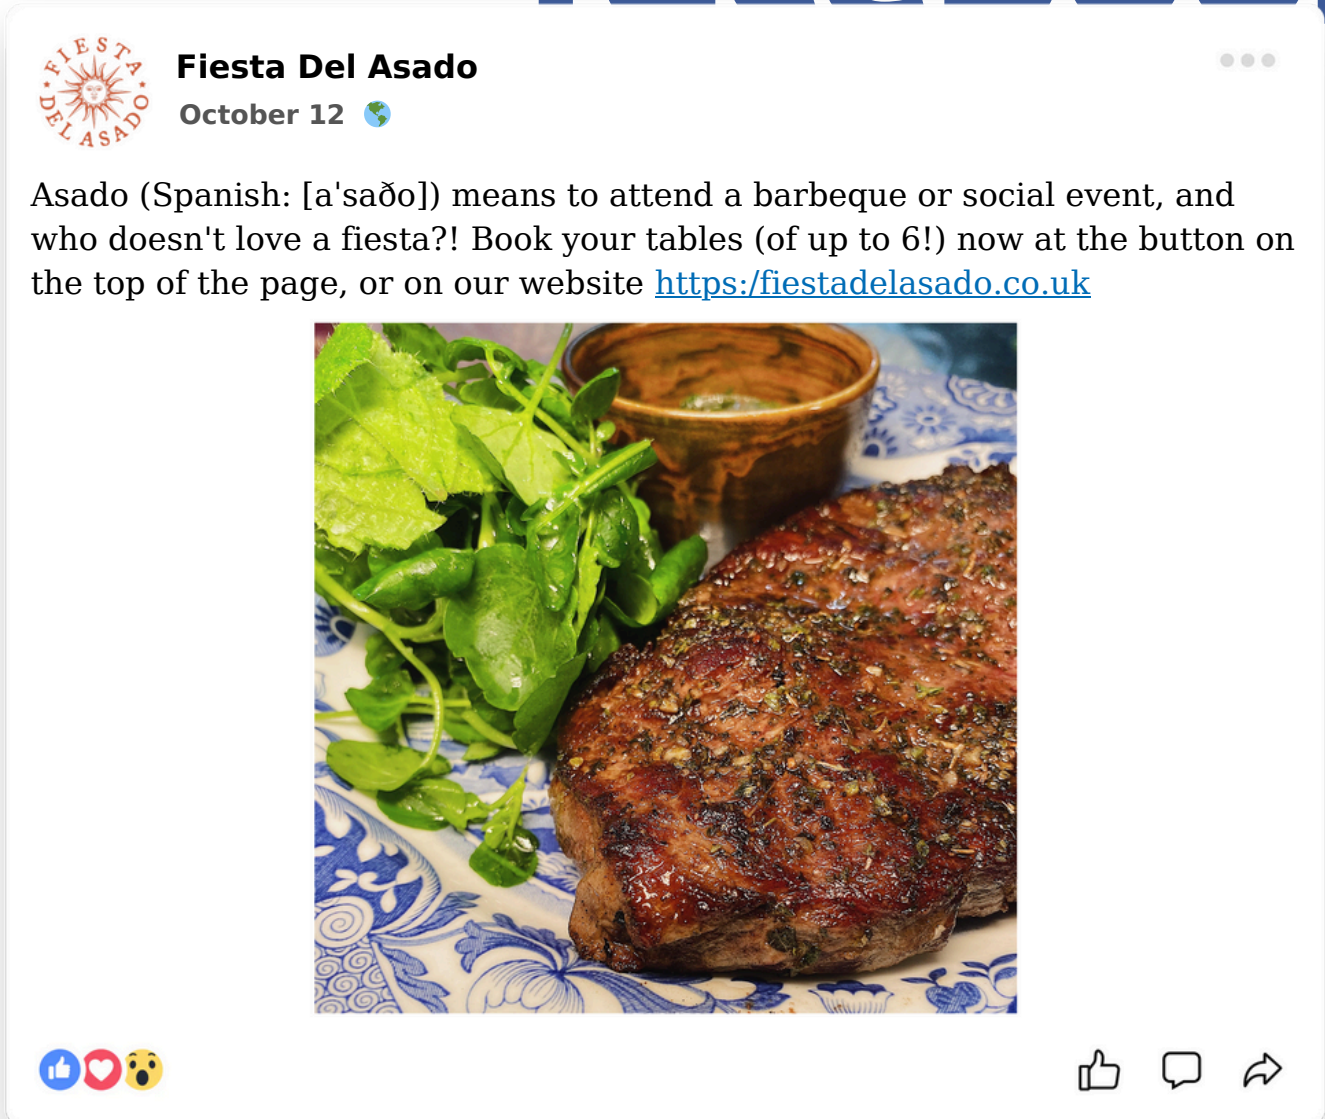 FIESTA DEL ASADO
Fiesta Del Asado
October 12
Asado (Spanish: [a'saðo]) means to attend a barbeque or social event, and
who doesn't love a fiesta?! Book your tables (of up to 6!) now at the button on
the top of the page, or on our website https:/fiestadelasado.co.uk